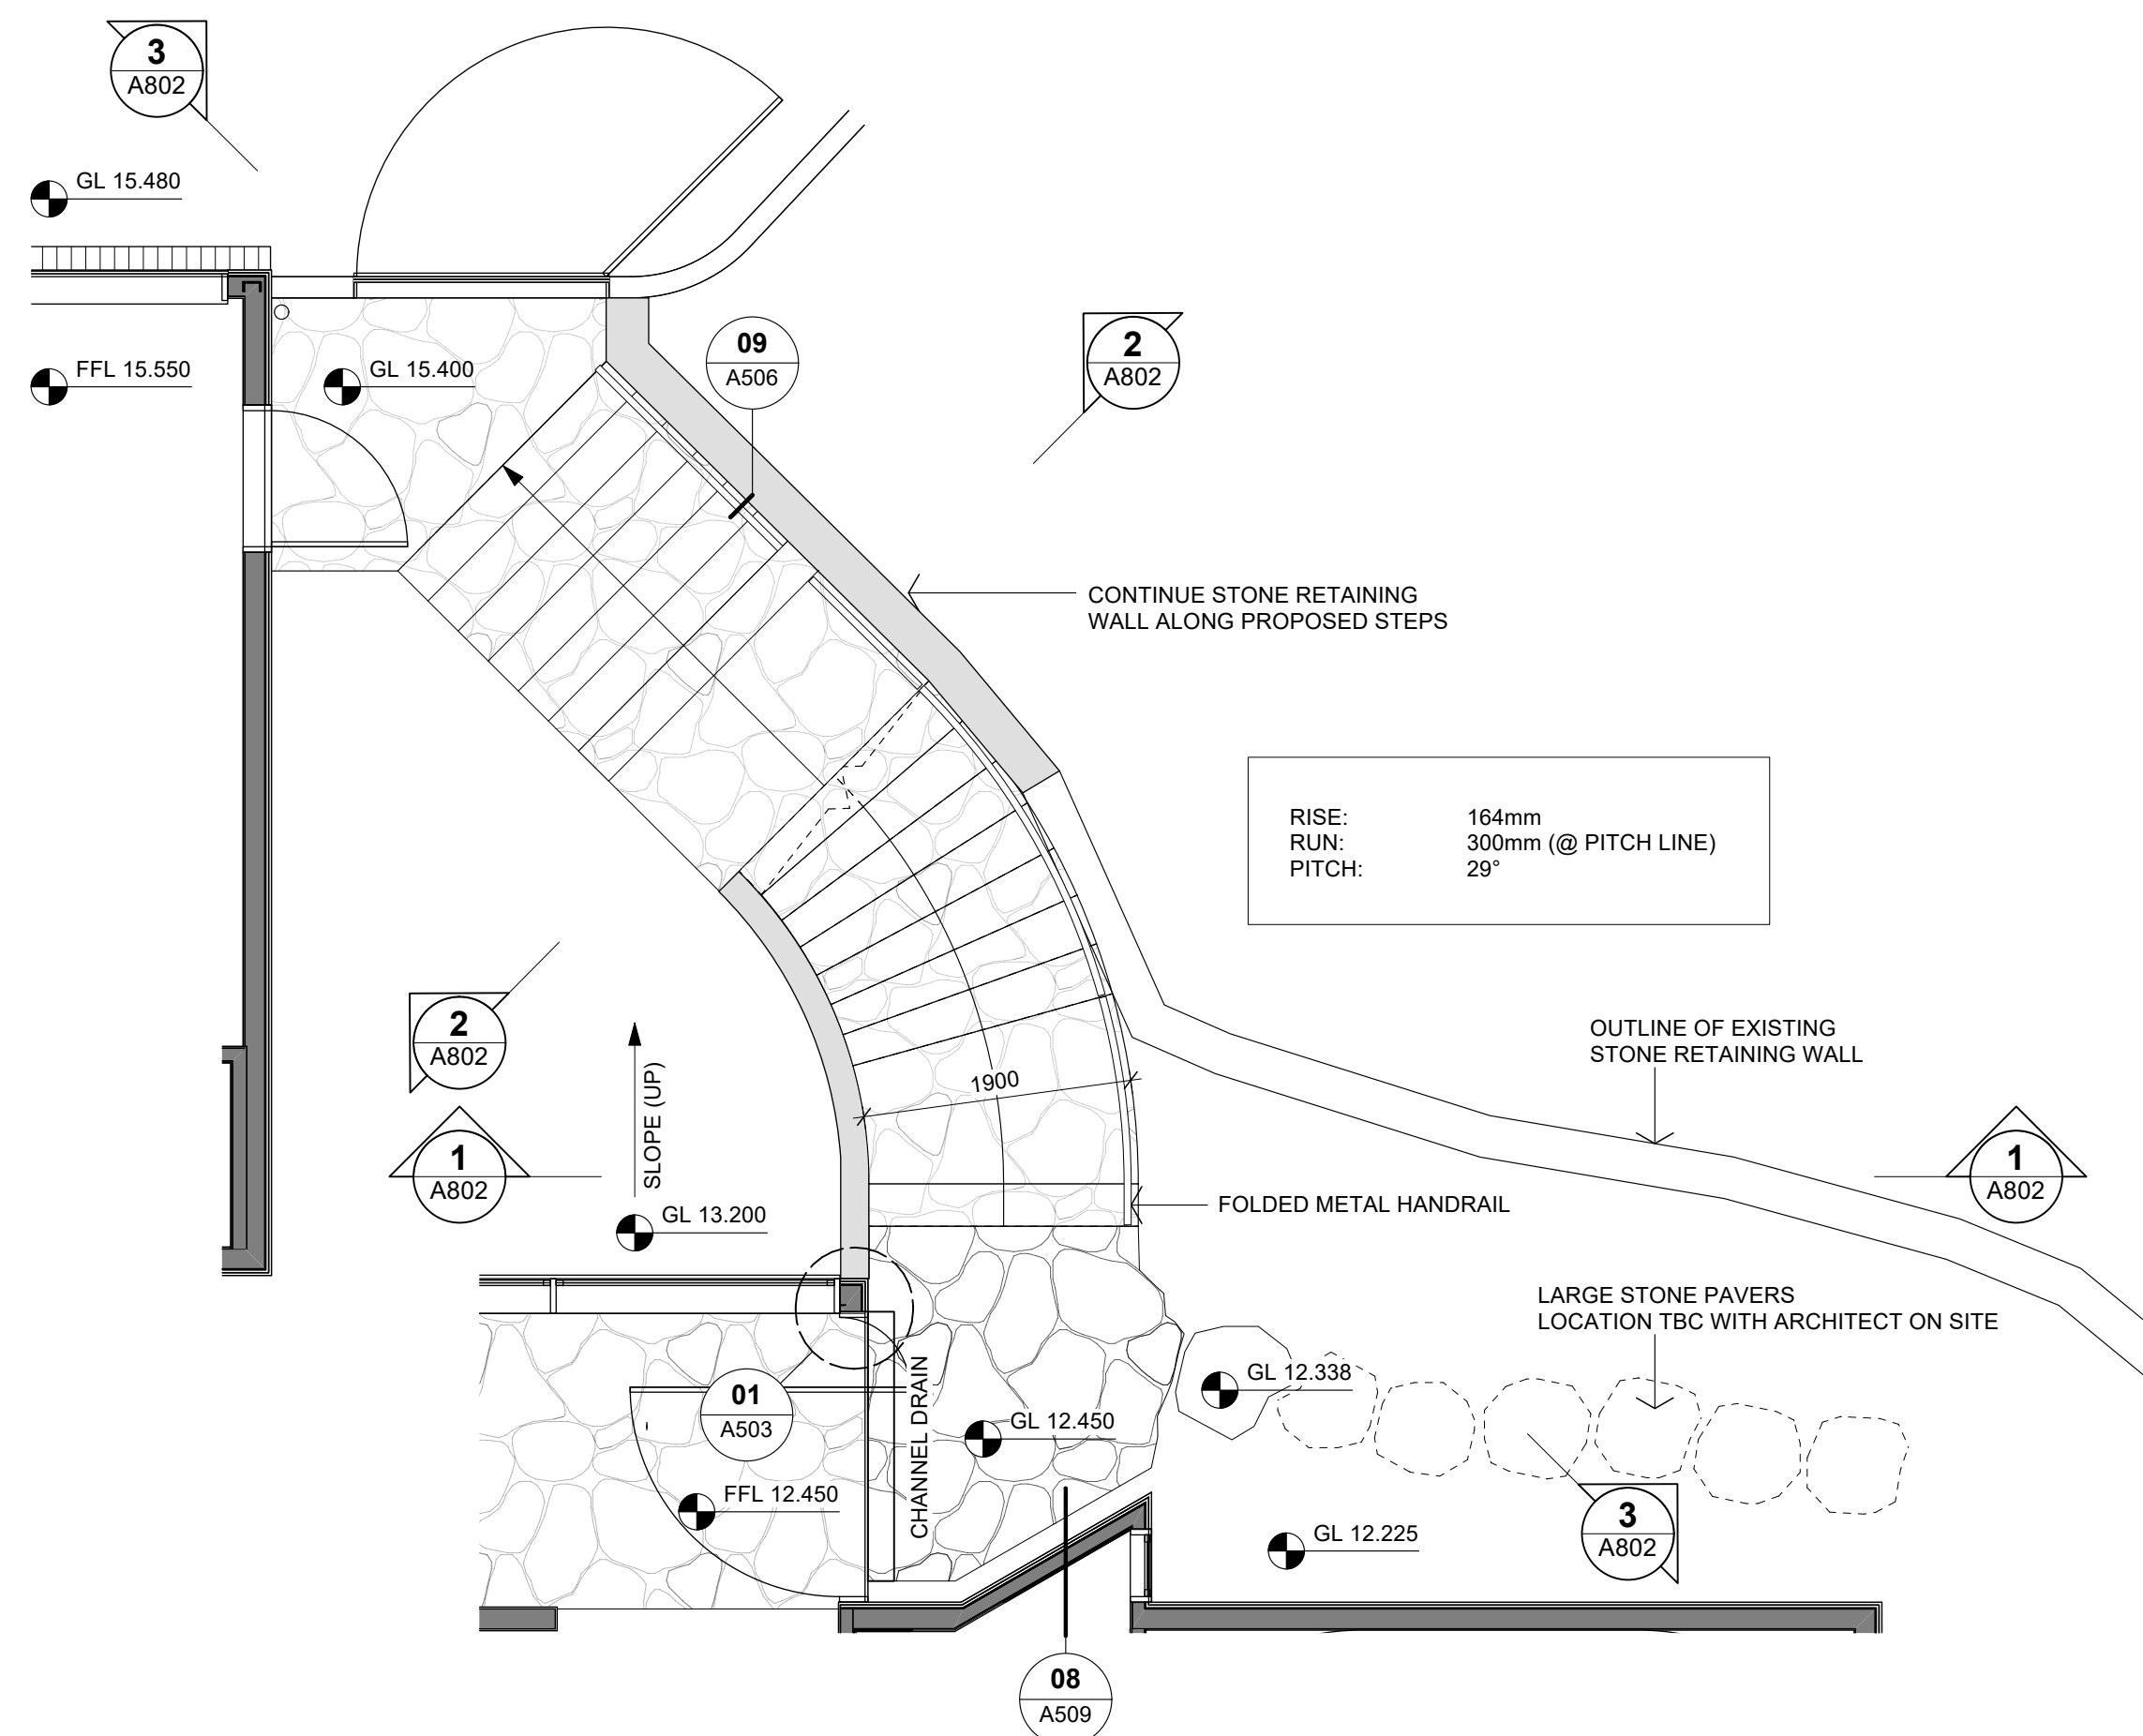 3
A802
GL 15.480
FFL 15.550
GL 15.400
09
A506
2
A802
CONTINUE STONE RETAINING
WALL ALONG PROPOSED STEPS
RISE: 164mm
RUN: 300mm (@ PITCH LINE)
PITCH: 29°
2
A802
1
A802
SLOPE (UP)
GL 13.200
1900
OUTLINE OF EXISTING
STONE RETAINING WALL
1
A802
FOLDED METAL HANDRAIL
LARGE STONE PAVERS
LOCATION TBC WITH ARCHITECT ON SITE
GL 12.338
01
A503
CHANNEL DRAIN
GL 12.450
FFL 12.450
GL 12.225
3
A802
08
A509